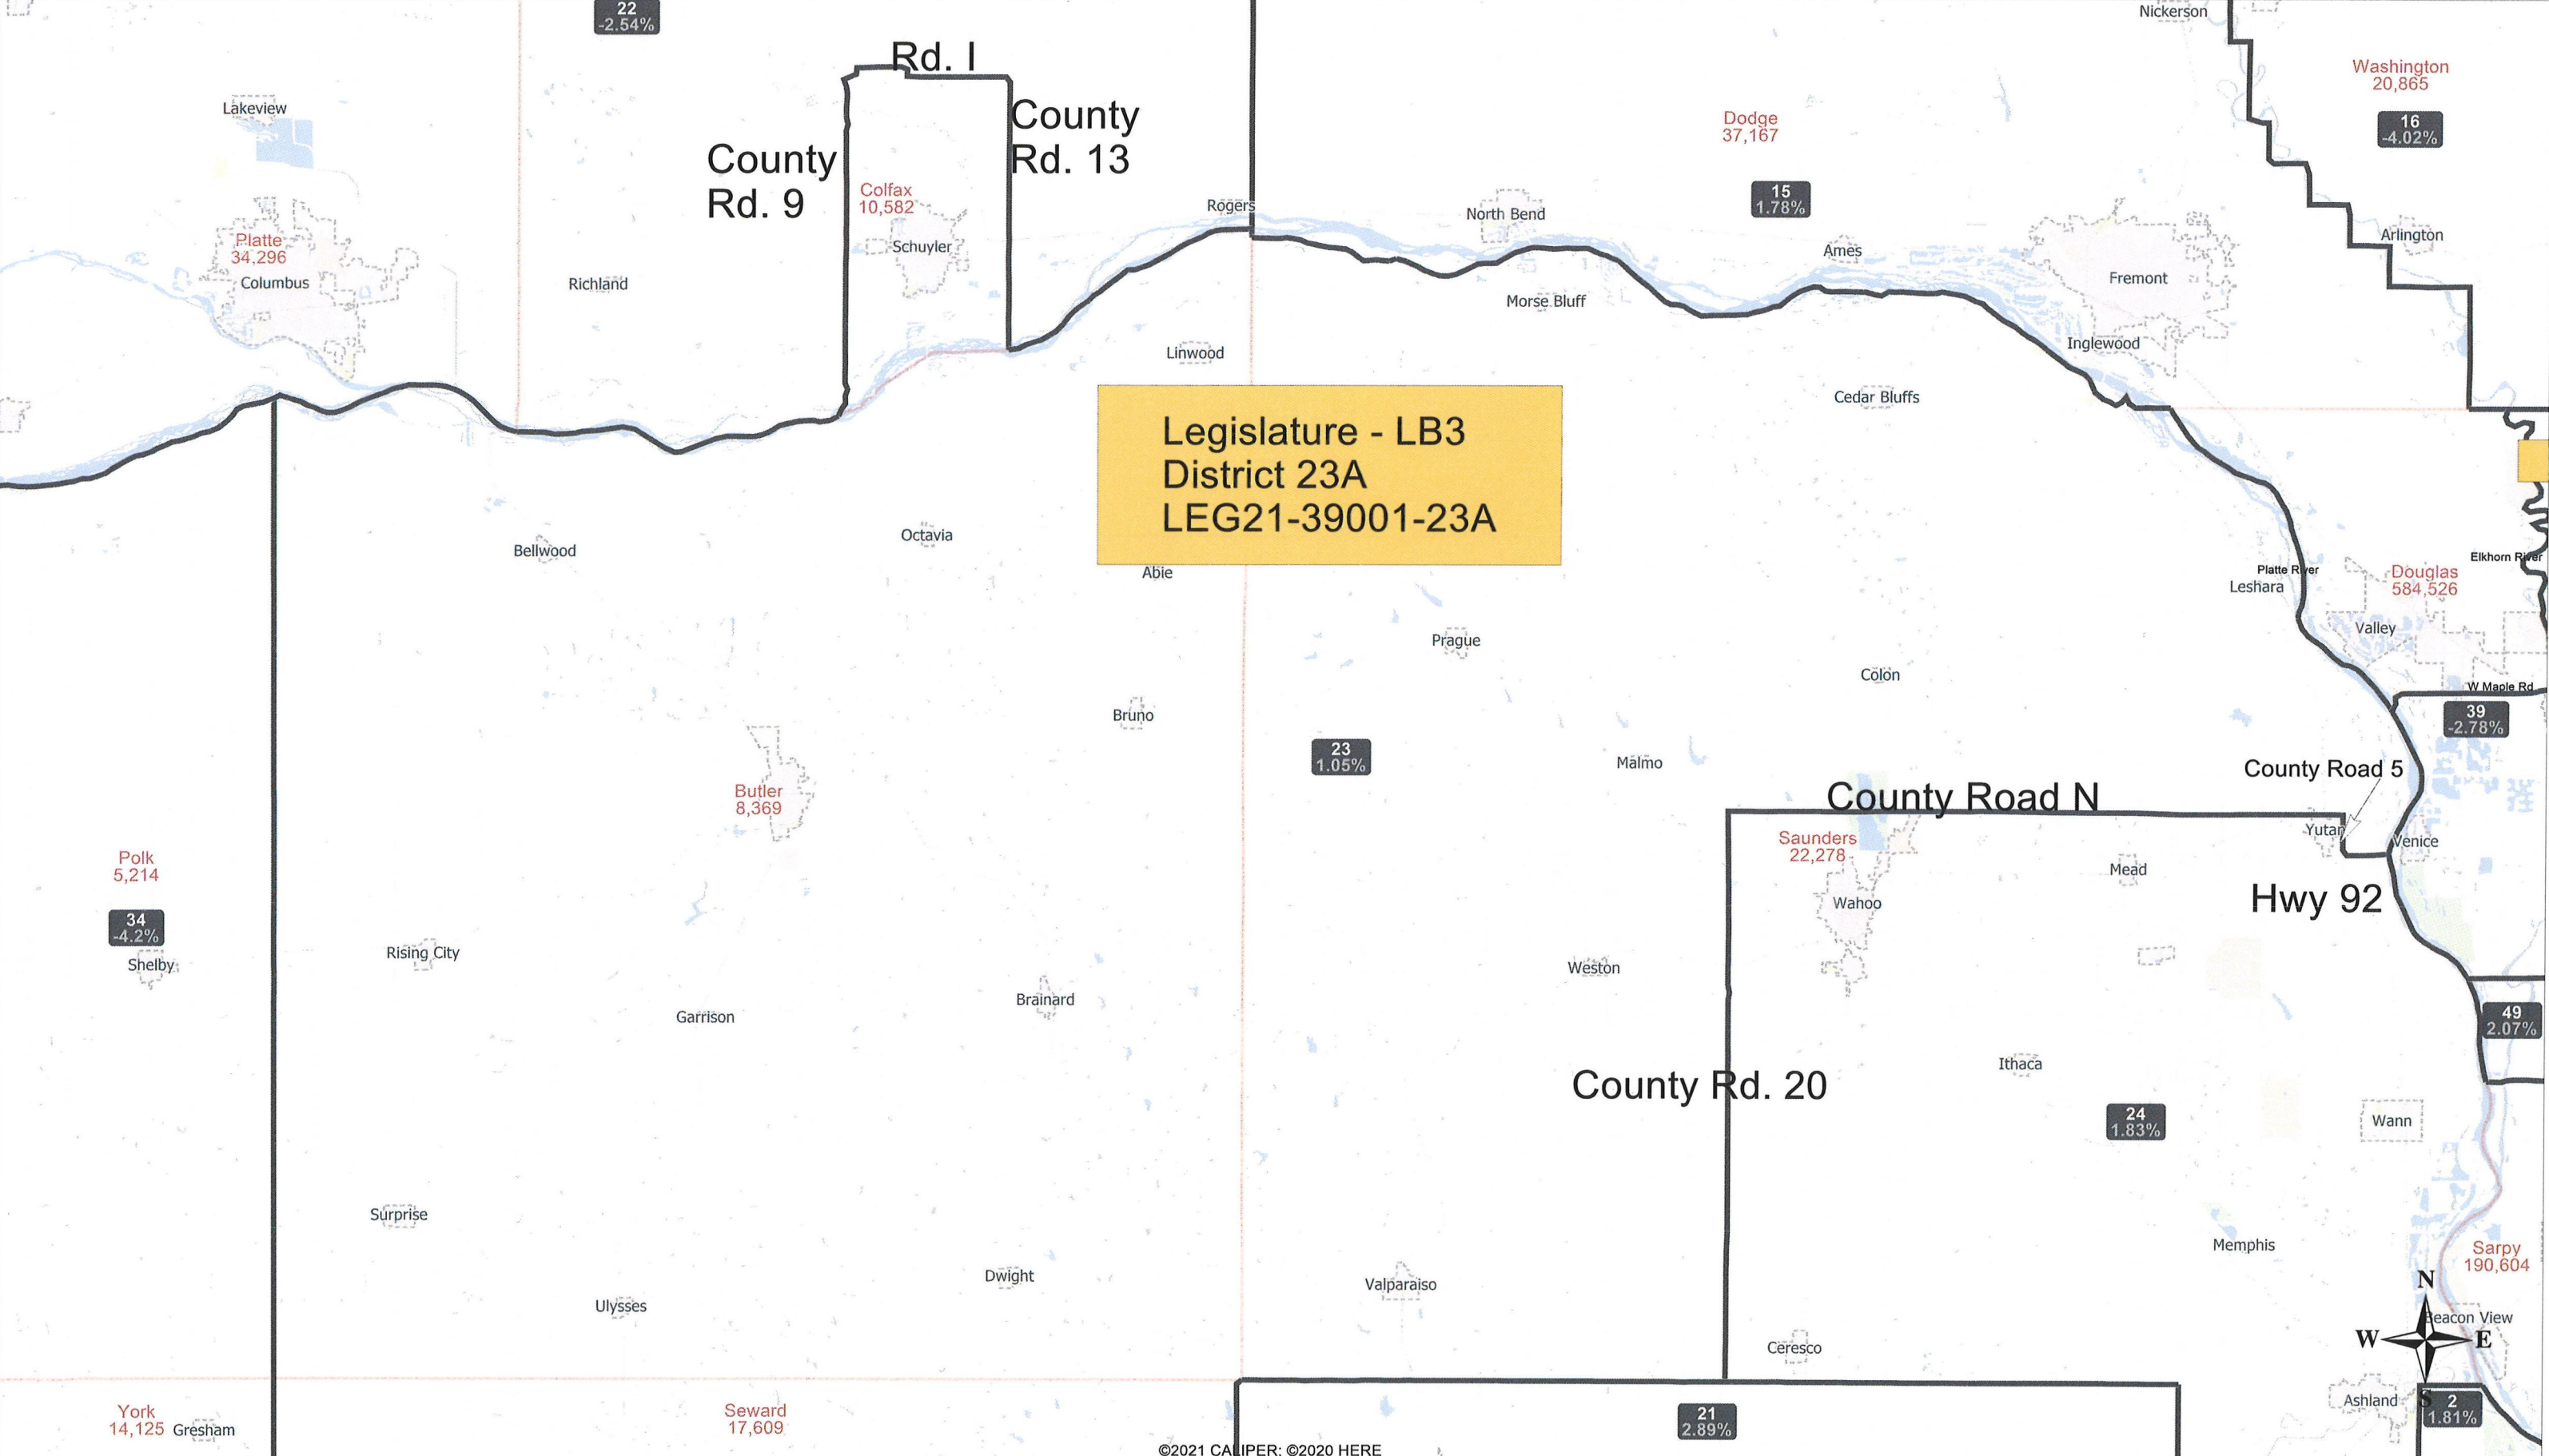 22
-2.54%
Nickerson
Rd. I
Washington
20,865
Lakeview
County
Rd. 13
Dodge
37,167
16
-4.02%
County
Rd. 9
Colfax
10,582
15
1.78%
Rogers
North Bend
Platte
34,296
Columbus
Schuyler
Ames
Arlington
Richland
Fremont
Morse Bluff
Linwood
Inglewood
Cedar Bluffs
Legislature - LB3
District 23A
LEG21-39001-23A
Bellwood
Octavia
Abie
Elkhorn River
Platte River
Leshara
Douglas
584,526
Prague
Valley
Colon
W Maple Rd
Bruno
39
-2.78%
23
1.05%
Malmo
County Road 5
Butler
8,369
County Road N
Yutan
Venice
Saunders
22,278
Polk
5,214
Mead
Wahoo
Hwy 92
34
-4.2%
Shelby
Rising City
Weston
Brainard
Garrison
49
2.07%
Ithaca
County Rd. 20
24
1.83%
Wann
Surprise
Memphis
Sarpy
190,604
Dwight
Valparaiso
Ulysses
N
Beacon View
W
E
S
Ceresco
Ashland
2
1.81%
York
14,125
Gresham
Seward
17,609
21
2.89%
©2021 CALIPER; ©2020 HERE